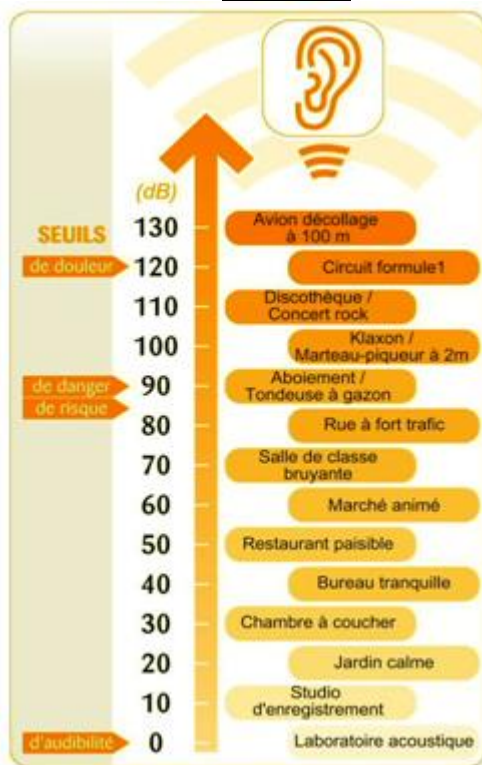 (dB)
SEUILS
130
Avion décollage
à 100 m
de douleur
120
Circuit formule1
110
Discothèque /
Concert rock
100
Klaxon /
Marteau-piqueur à 2m
de danger
90
Aboiement /
Tondeuse à gazon
de risque
80
Rue à fort trafic
70
Salle de classe
bruyante
60
Marché animé
50
Restaurant paisible
40
Bureau tranquille
30
Chambre à coucher
20
Jardin calme
10
Studio
d'enregistrement
d'audibilité
0
Laboratoire acoustique